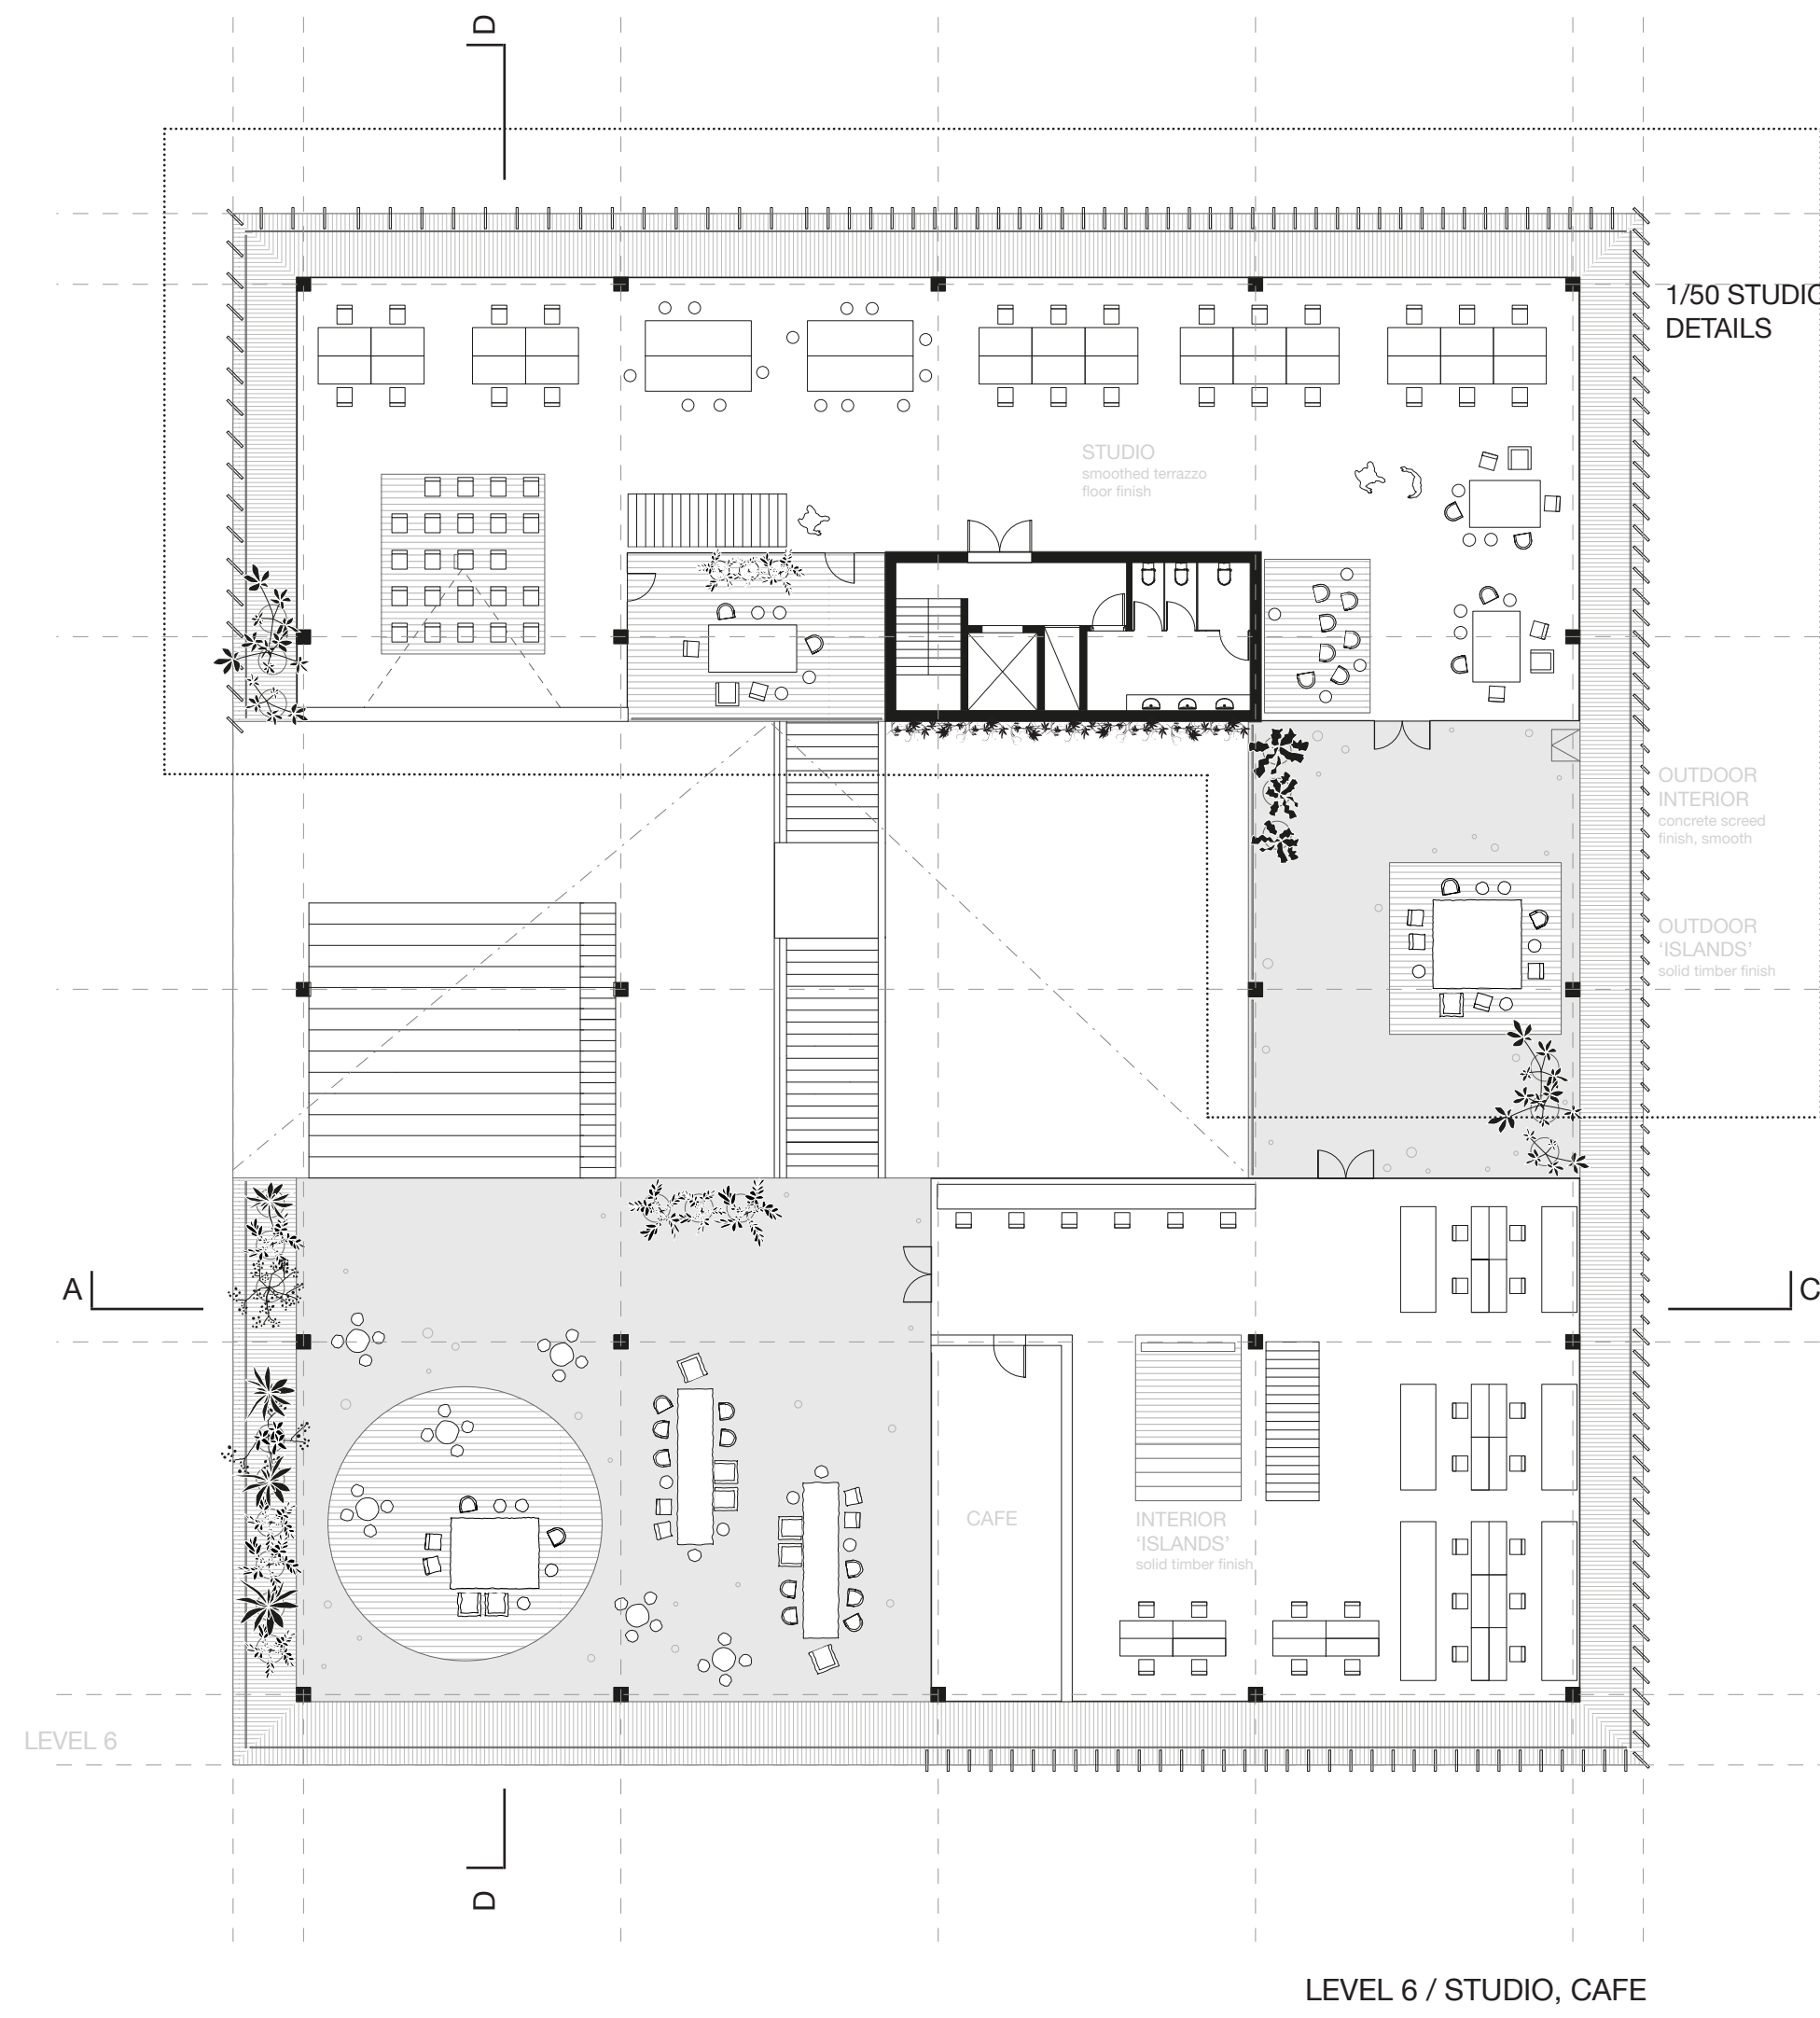 D
1/50 STUDIO
DETAILS
STUDIO
smoothed terrazzo
floor finish
OUTDOOR
INTERIOR
concrete screed
finish, smooth
OUTDOOR
‘ISLANDS’
solid timber finish
A
C
CAFE
INTERIOR
‘ISLANDS’
solid timber finish
LEVEL 6
D
LEVEL 6 / STUDIO, CAFE